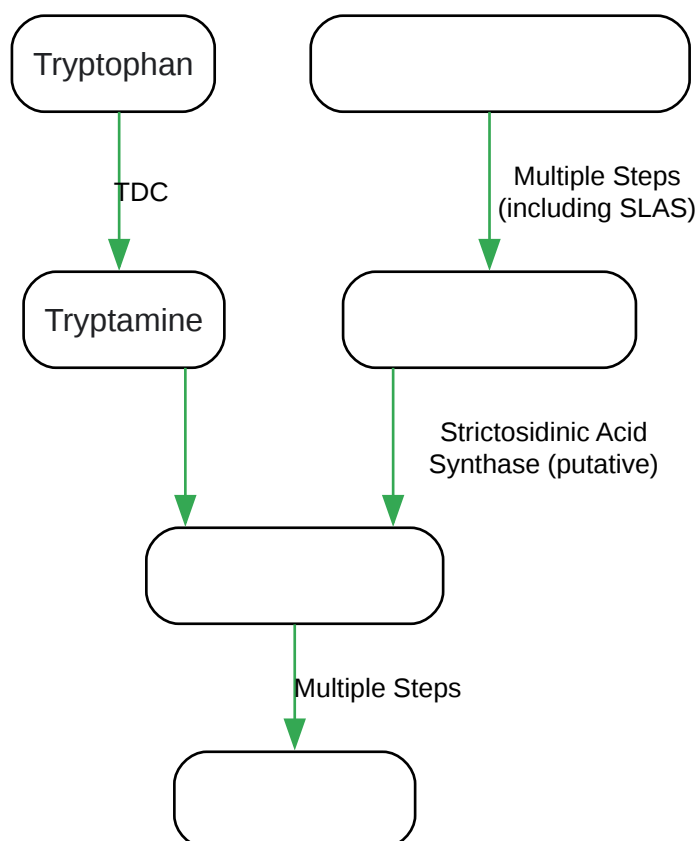 Tryptophan
TDC
Multiple Steps
(including SLAS)
Tryptamine
Strictosidinic Acid
Synthase (putative)
Multiple Steps